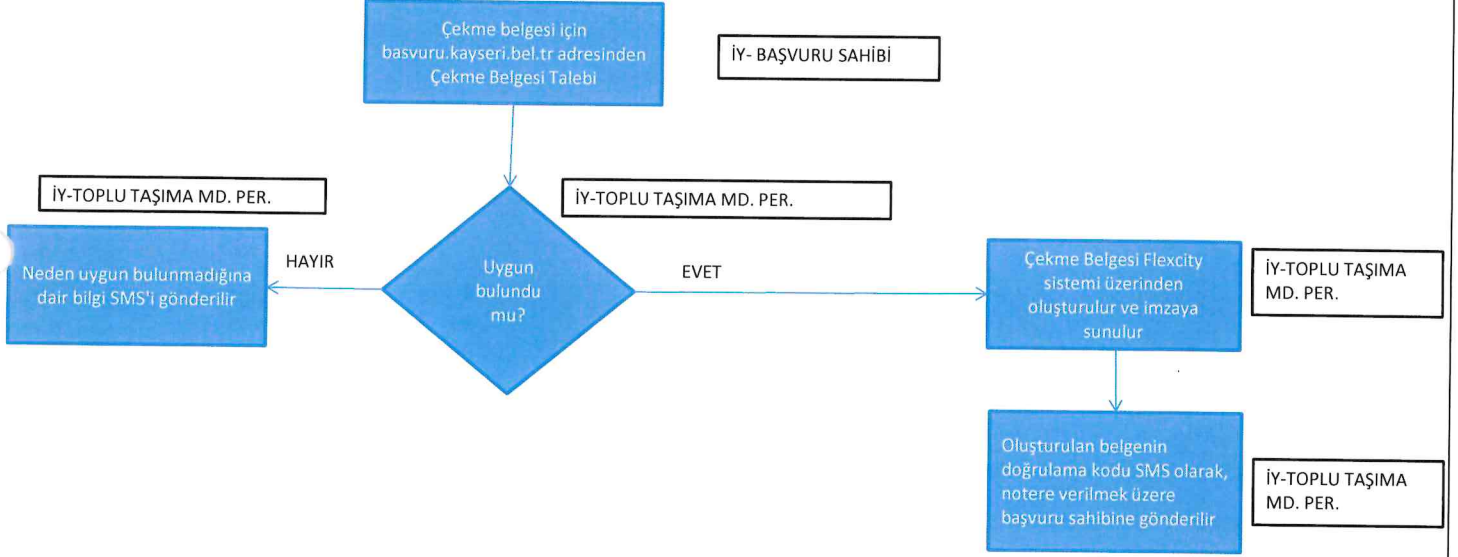 Çekme belgesi için
basvuru.kayseri.bel.tr adresinden
Çekme Belgesi Talebi
İY- BAŞVURU SAHİBİ
İY-TOPLU TAŞIMA MD. PER.
İY-TOPLU TAŞIMA MD. PER.
Neden uygun bulunmadığına
dair bilgi SMS'i gönderilir
HAYIR
Uygun
bulundu
mu?
EVET
Çekme Belgesi Flexcity
sistemi üzerinden
oluşturulur ve imzaya
sunulur
İY-TOPLU TAŞIMA
MD. PER.
Oluşturulan belgenin
doğrulama kodu SMS olarak,
notere verilmek üzere
başvuru sahibine gönderilir
İY-TOPLU TAŞIMA
MD. PER.